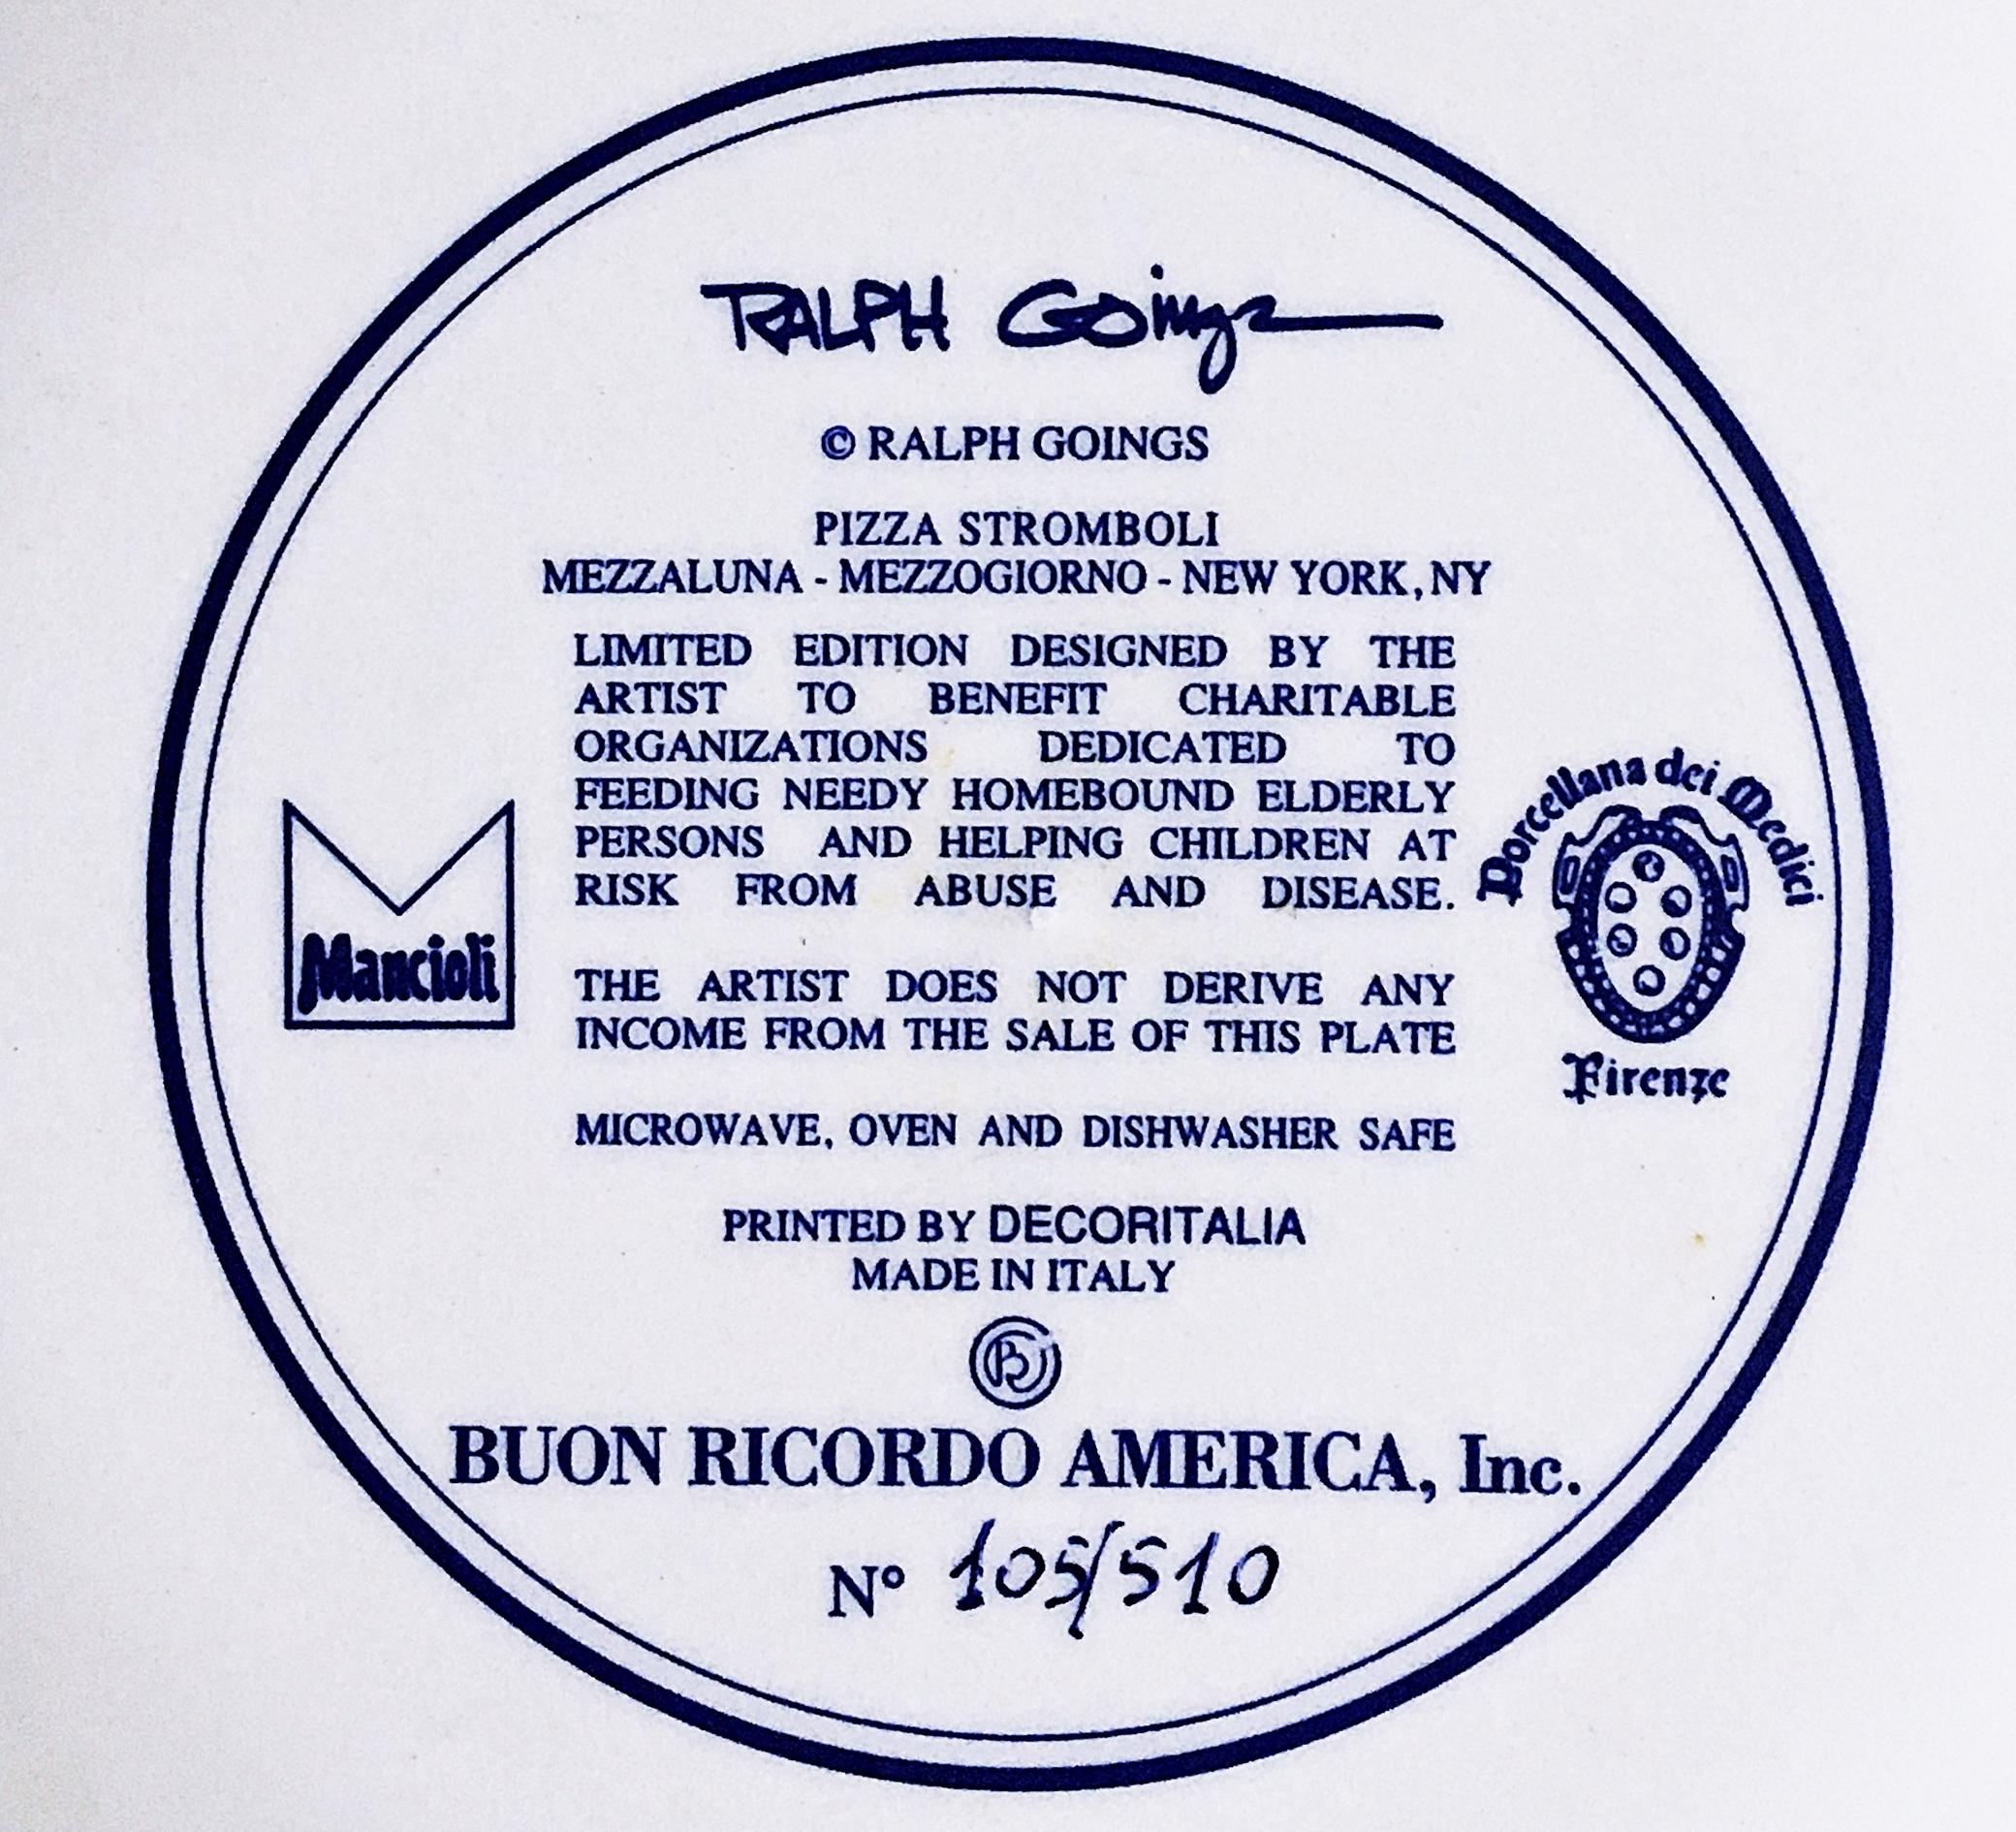 RALPH Goings
© RALPH GOINGS
PIZZA STROMBOLI
MEZZALUNA - MEZZOGIORNO - NEW YORK, NY
LIMITED EDITION DESIGNED BY THE
ARTIST TO BENEFIT CHARITABLE
ORGANIZATIONS DEDICATED TO
FEEDING NEEDY HOMEBOUND ELDERLY
PERSONS AND HELPING CHILDREN AT
RISK FROM ABUSE AND DISEASE.
Mancioli
Porcellana dei Medici
Firenze
THE ARTIST DOES NOT DERIVE ANY
INCOME FROM THE SALE OF THIS PLATE
MICROWAVE, OVEN AND DISHWASHER SAFE
PRINTED BY DECORITALIA
MADE IN ITALY
BUON RICORDO AMERICA, Inc.
N° 105/510